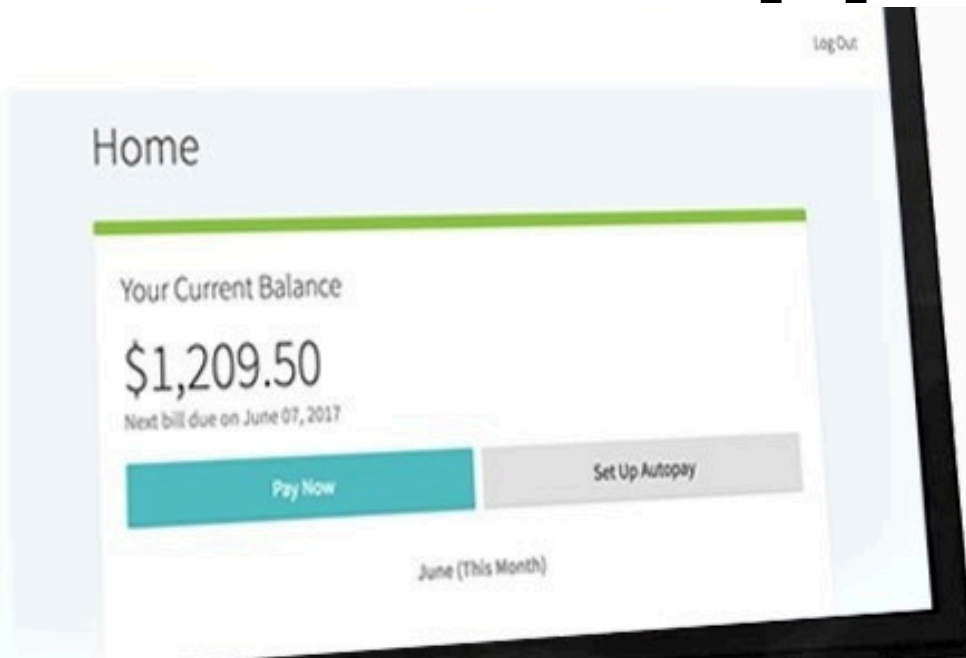 Log Out
Home
Your Current Balance
$1,209.50
Next bill due on June 07, 2017
Pay Now
Set Up Autopay
June (This Month)